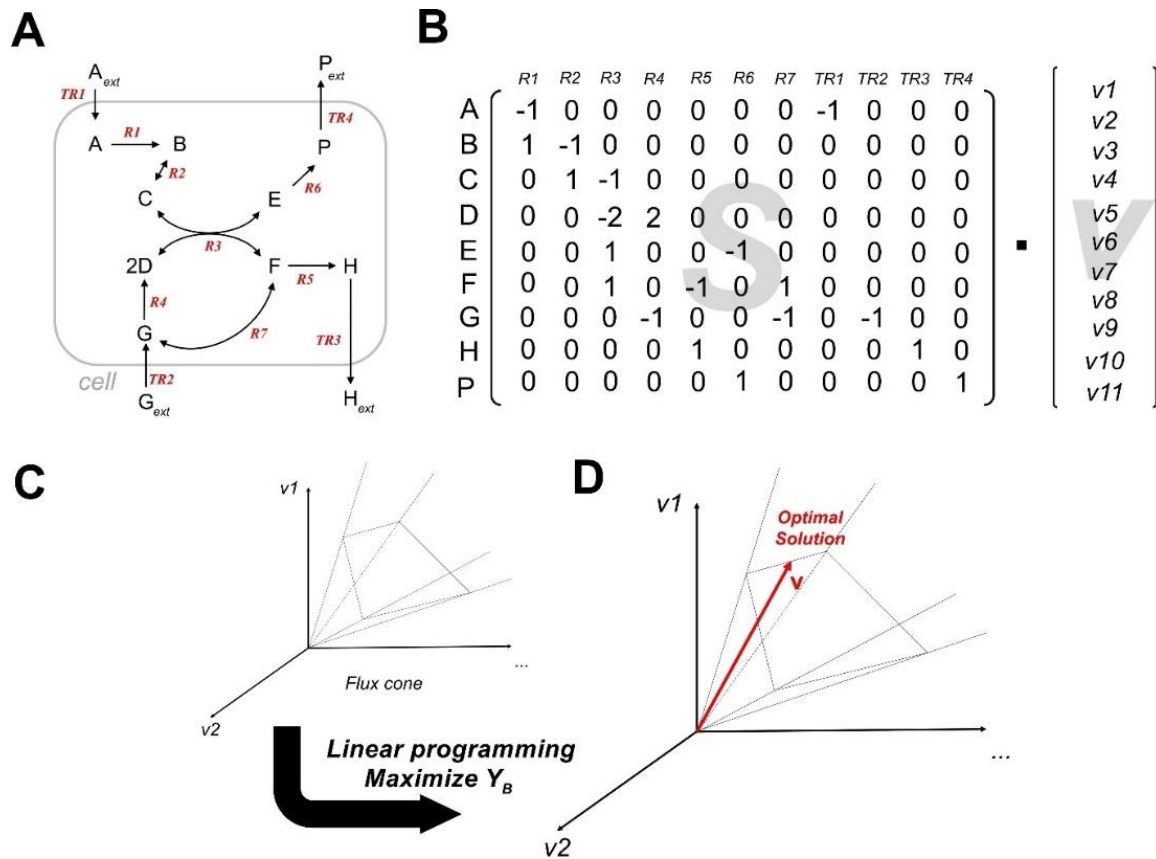 A
A ext
TR1
P ext
TR4
A
R1
B
P
R2
R6
C
E
R3
2D
F
R5
H
R4
G
R7
TR3
cell
TR2
G ext
H ext
B
R1 R2 R3 R4 R5 R6 R7 TR1 TR2 TR3 TR4
A -1 0 0 0 0 0 0 -1 0 0 0
B 1 -1 0 0 0 0 0 0 0 0 0
C 0 1 -1 0 0 0 0 0 0 0 0
D 0 0 -2 2 0 0 0 0 0 0 0
E 0 0 1 0 0 -1 0 0 0 0 0
F 0 0 1 0 -1 0 1 0 0 0 0
G 0 0 0 -1 0 0 -1 0 -1 0 0
H 0 0 0 0 1 0 0 0 0 1 0
P 0 0 0 0 0 1 0 0 0 0 1
S
v
v1
v2
v3
v4
v5
v6
v7
v8
v9
v10
v11
C
v1
...
Flux cone
v2
Linear programming
Maximize Y B
D
v1
Optimal
Solution
v
...
v2